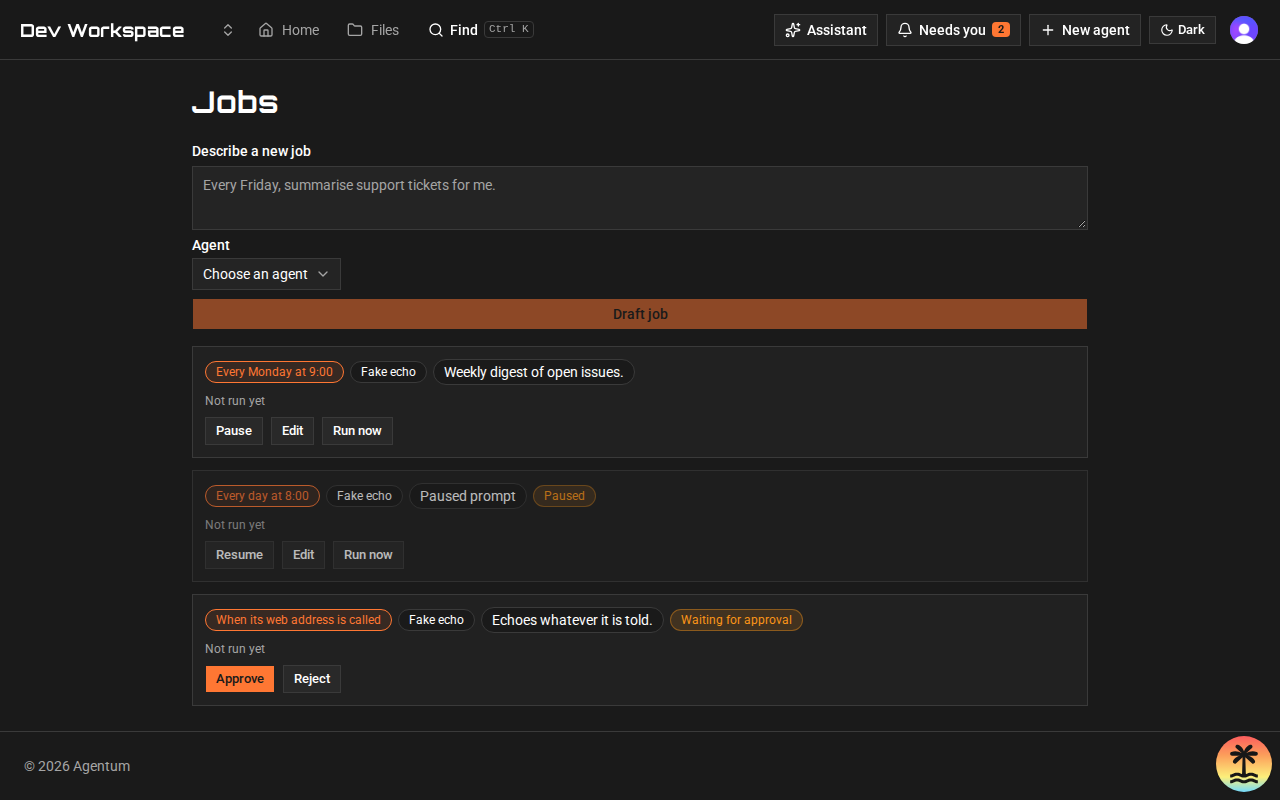 Dev Workspace
Home
Files
Find Ctrl K
Assistant
Needs you 2
New agent
Dark
Jobs
Describe a new job
Every Friday, summarise support tickets for me.
Agent
Choose an agent
Draft job
Every Monday at 9:00 Fake echo Weekly digest of open issues.
Not run yet
Pause Edit Run now
Every day at 8:00 Fake echo Paused prompt Paused
Not run yet
Resume Edit Run now
When its web address is called Fake echo Echoes whatever it is told. Waiting for approval
Not run yet
Approve Reject
© 2026 Agentum